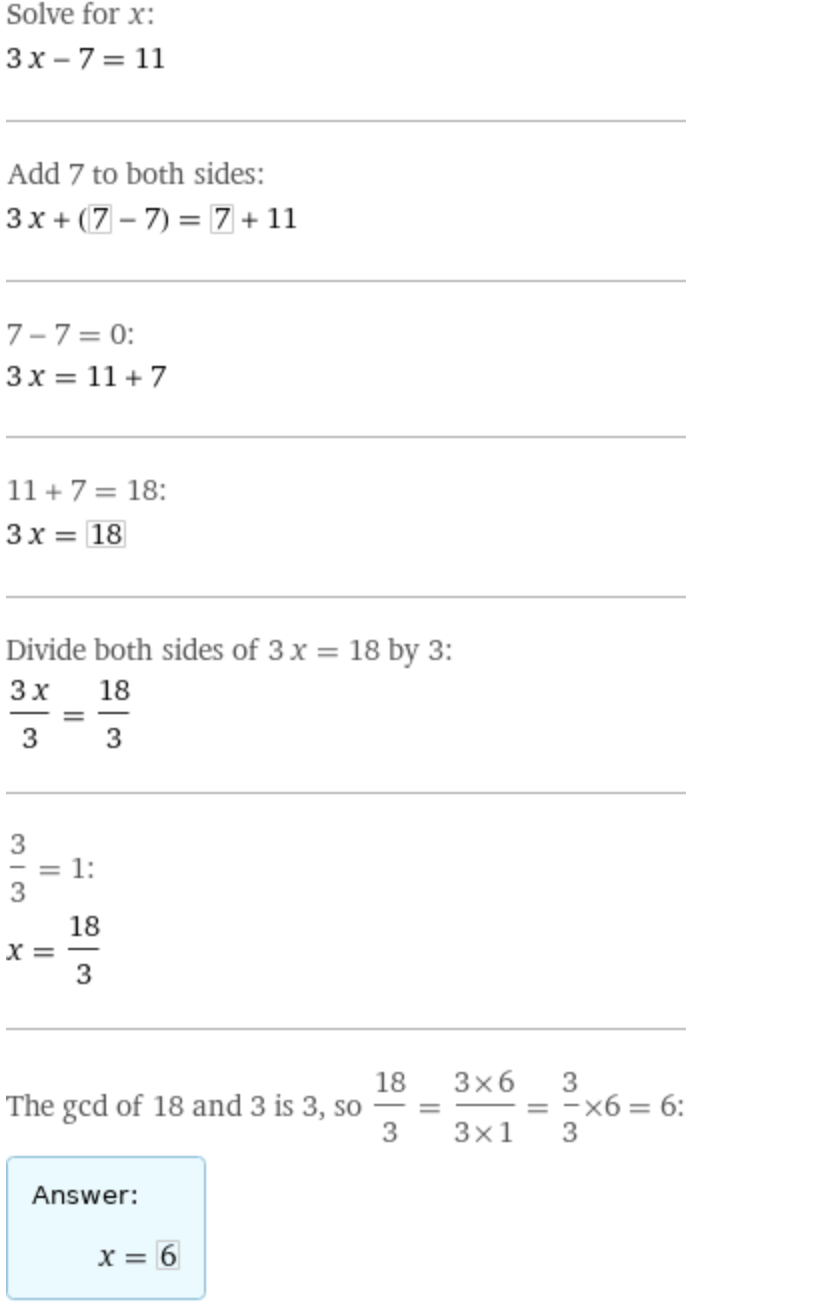 Solve for x:
3 x − 7 = 11
Add 7 to both sides:
3 x + (7 − 7) = 7 + 11
7 − 7 = 0:
3 x = 11 + 7
11 + 7 = 18:
3 x = 18
Divide both sides of 3 x = 18 by 3:
3 x / 3 = 18 / 3
3 / 3 = 1:
x = 18 / 3
The gcd of 18 and 3 is 3, so 18 / 3 = 3×6 / 3×1 = 3 / 3 ×6 = 6:
Answer:
x = 6